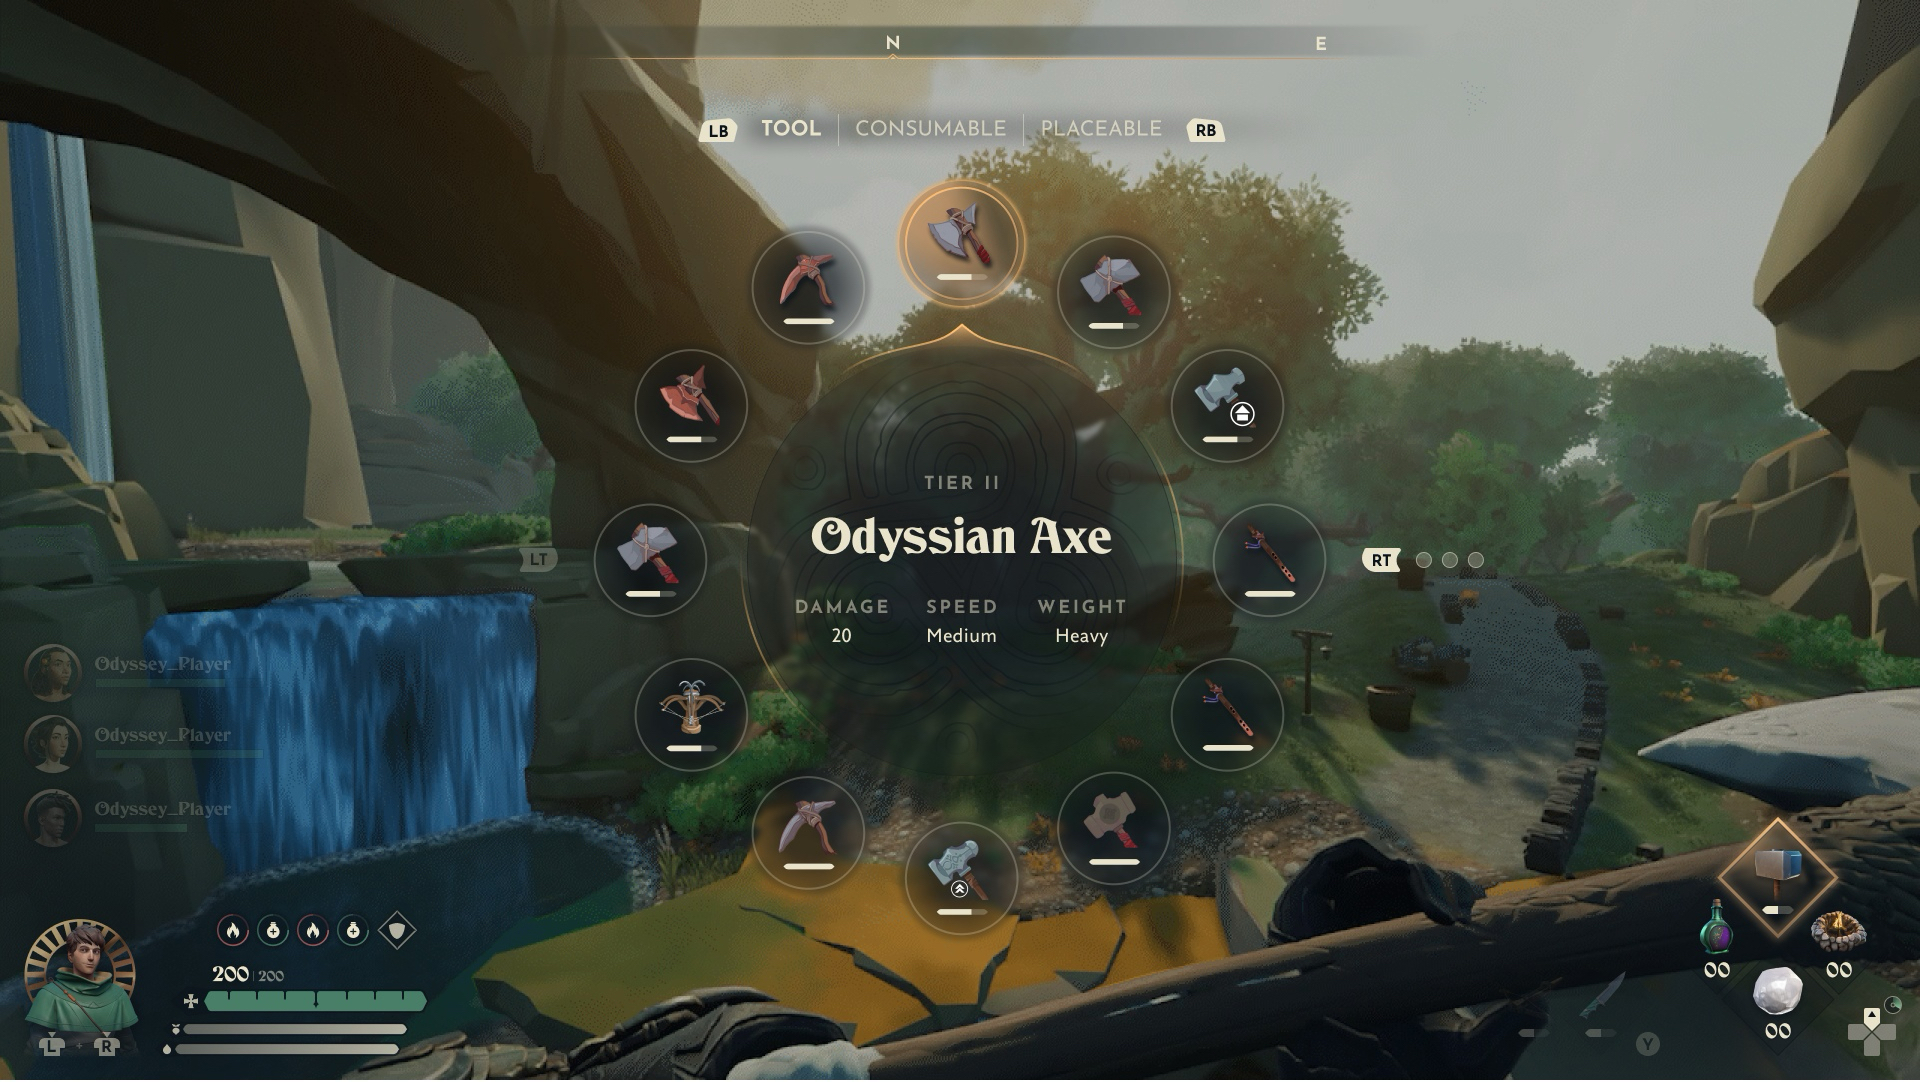 N E
LB TOOL CONSUMABLE PLACEABLE RB
TIER II
Odyssian Axe
LT
RT
DAMAGE SPEED WEIGHT
20 Medium Heavy
Odyssey_Player
Odyssey_Player
Odyssey_Player
200 | 200
L + R
00 00
00
Y